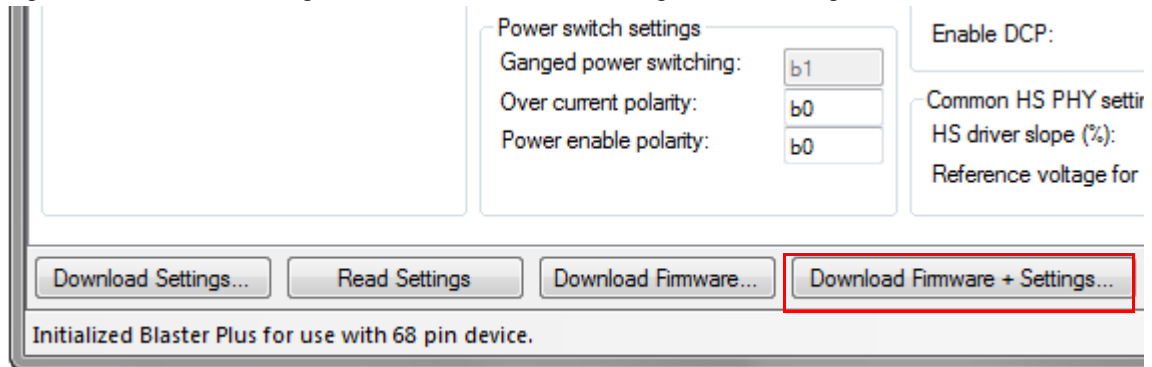 Power switch settings
Ganged power switching: b1
Over current polarity: b0
Power enable polarity: b0
Enable DCP:
Common HS PHY settin
HS driver slope (%):
Reference voltage for
Download Settings... Read Settings Download Firmware... Download Firmware + Settings...
Initialized Blaster Plus for use with 68 pin device.